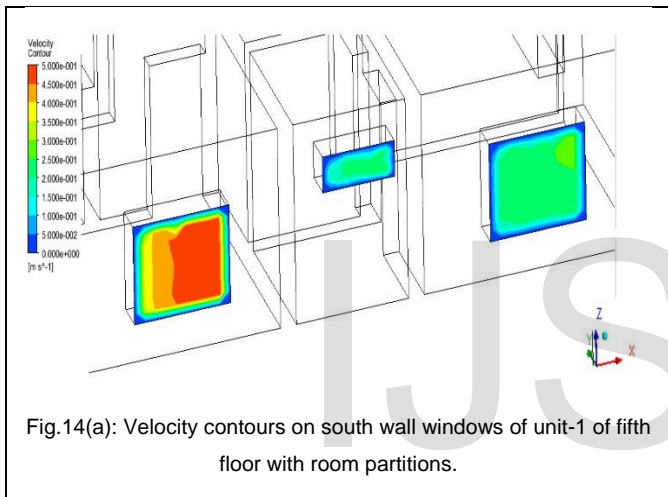 Velocity
Contour
5.000e-001
4.500e-001
4.000e-001
3.500e-001
3.000e-001
2.500e-001
2.000e-001
1.500e-001
1.000e-001
5.000e-002
0.000e+000
[m s^-1]
Z
Y
X
IJS
Fig.14(a): Velocity contours on south wall windows of unit-1 of fifth
floor with room partitions.